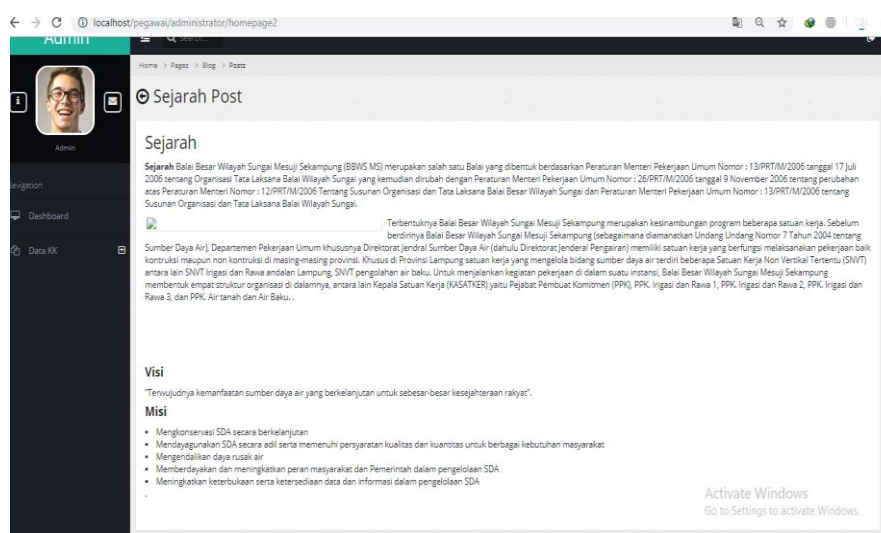 localhost/pegawai/administrator/homepage2
Admin
Search...
Home > Pages > Blog > Posts
Sejarah Post
Admin
Navigation
Dashboard
Data KK
Sejarah
Sejarah Balai Besar Wilayah Sungai Mesuji Sekampung (BBWS MS) merupakan salah satu Balai yang dibentuk berdasarkan Peraturan Menteri Pekerjaan Umum Nomor : 13/PRT/M/2006 tanggal 17 Juli
2006 tentang Organisasi Tata Laksana Balai Wilayah Sungai yang kemudian dirubah dengan Peraturan Menteri Pekerjaan Umum Nomor : 26/PRT/M/2006 tanggal 9 November 2006 tentang perubahan
atas Peraturan Menteri Nomor : 12/PRT/M/2006 Tentang Susunan Organisasi dan Tata Laksana Balai Besar Wilayah Sungai dan Peraturan Menteri Pekerjaan Umum Nomor : 13/PRT/M/2006 tentang
Susunan Organisasi dan Tata Laksana Balai Wilayah Sungai.
Terbentuknya Balai Besar Wilayah Sungai Mesuji Sekampung merupakan kesinambungan program beberapa satuan kerja. Sebelum
berdirinya Balai Besar Wilayah Sungai Mesuji Sekampung (sebagaimana diamanatkan Undang Undang Nomor 7 Tahun 2004 tentang
Sumber Daya Air), Departemen Pekerjaan Umum khususnya Direktorat Jendral Sumber Daya Air (dahulu Direktorat Jenderal Pengairan) memiliki satuan kerja yang berfungsi melaksanakan pekerjaan baik
kontruksi maupun non kontruksi di masing-masing provinsi. Khusus di Provinsi Lampung satuan kerja yang mengelola bidang sumber daya air terdiri beberapa Satuan Kerja Non Vertikal Tertentu (SNVT)
antara lain SNVT Irigasi dan Rawa andalan Lampung, SNVT pengolahan air baku. Untuk menjalankan kegiatan pekerjaan di dalam suatu instansi, Balai Besar Wilayah Sungai Mesuji Sekampung
membentuk empat struktur organisasi di dalamnya, antara lain Kepala Satuan Kerja (KASATKER) yaitu Pejabat Pembuat Komitmen (PPK), PPK. Irigasi dan Rawa 1, PPK. Irigasi dan Rawa 2, PPK. Irigasi dan
Rawa 3, dan PPK. Air tanah dan Air Baku. .
Visi
"Terwujudnya kemanfaatan sumber daya air yang berkelanjutan untuk sebesar-besar kesejahteraan rakyat".
Misi
• Mengkonservasi SDA secara berkelanjutan
• Mendayagunakan SDA secara adil serta memenuhi persyaratan kualitas dan kuantitas untuk berbagai kebutuhan masyarakat
• Mengendalikan daya rusak air
• Memberdayakan dan meningkatkan peran masyarakat dan Pemerintah dalam pengelolaan SDA
• Meningkatkan keterbukaan serta ketersediaan data dan informasi dalam pengelolaan SDA
.
Activate Windows
Go to Settings to activate Windows.